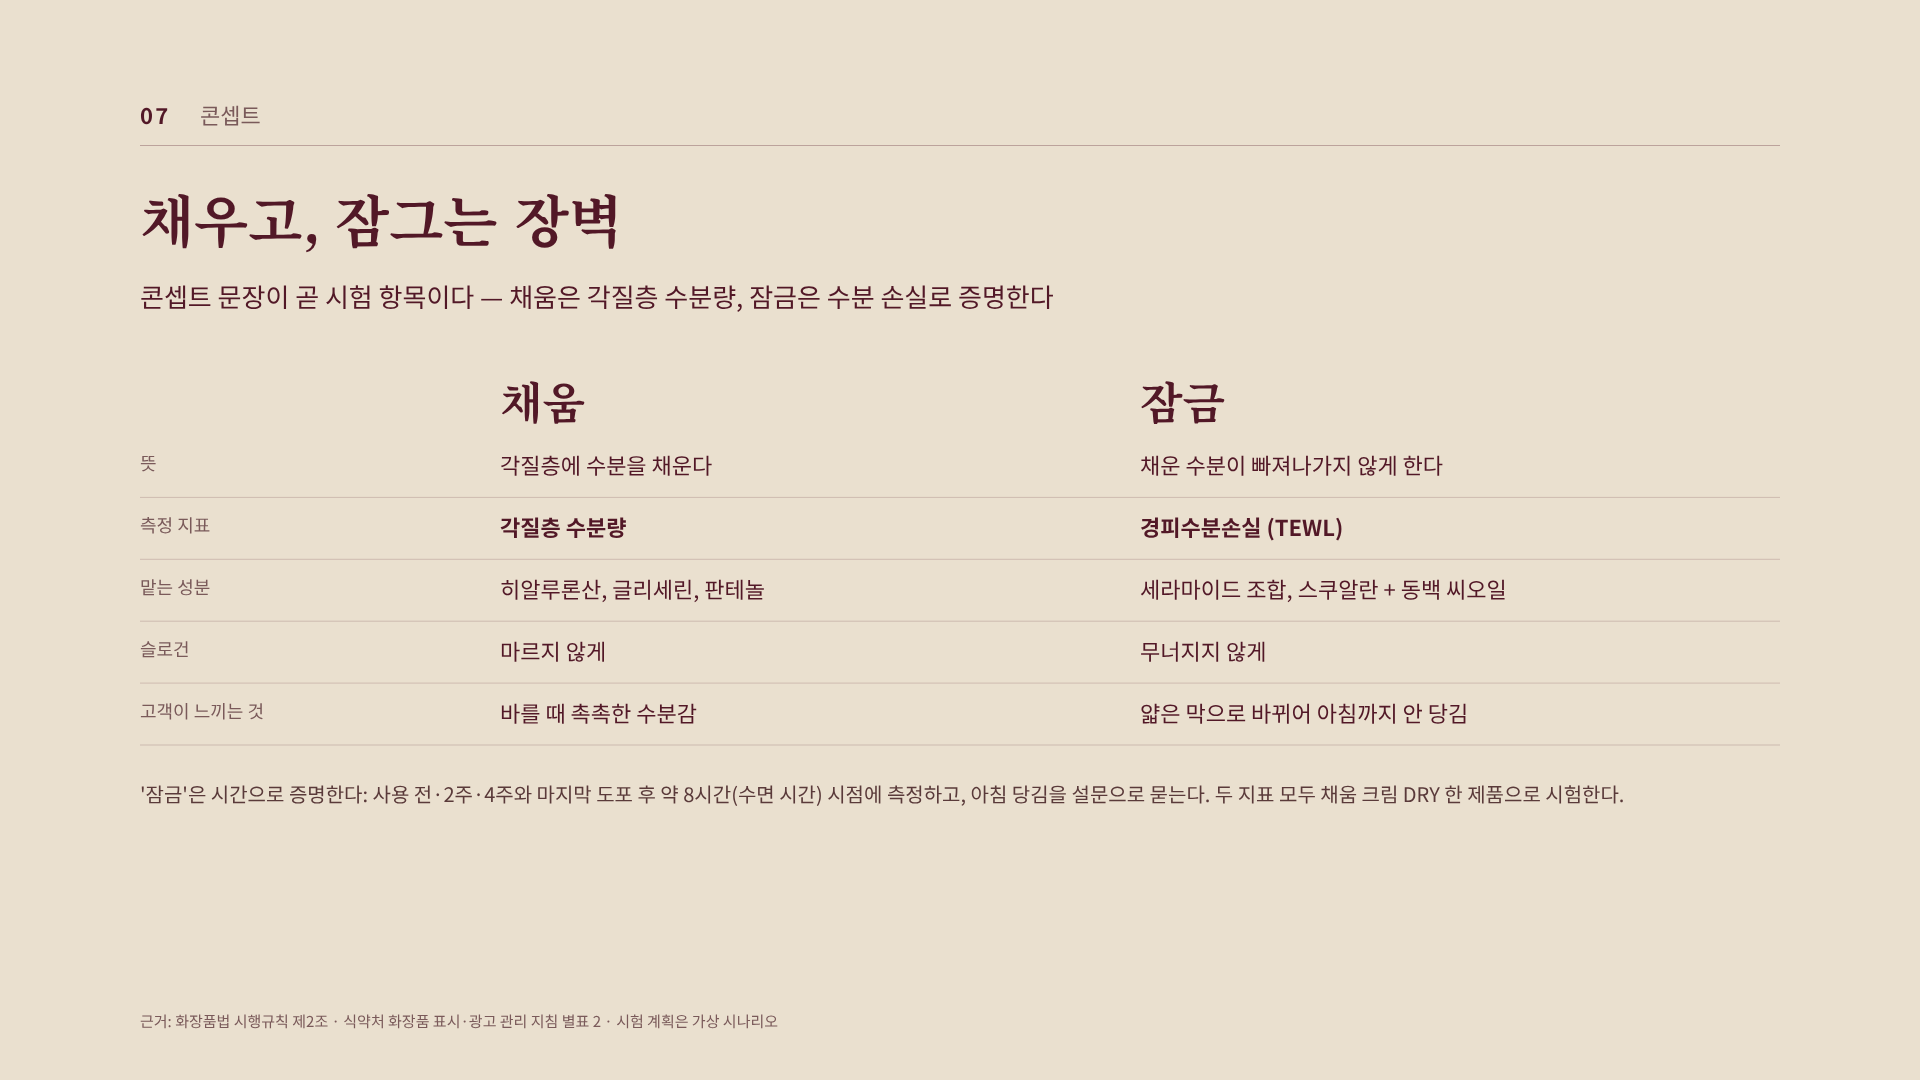 07 콘셉트
채우고, 잠그는 장벽
콘셉트 문장이 곧 시험 항목이다 — 채움은 각질층 수분량, 잠금은 수분 손실로 증명한다
채움 잠금
뜻 각질층에 수분을 채운다 채운 수분이 빠져나가지 않게 한다
측정 지표 각질층 수분량 경피수분손실 (TEWL)
맡는 성분 히알루론산, 글리세린, 판테놀 세라마이드 조합, 스쿠알란 + 동백 씨오일
슬로건 마르지 않게 무너지지 않게
고객이 느끼는 것 바를 때 촉촉한 수분감 얇은 막으로 바뀌어 아침까지 안 당김
'잠금'은 시간으로 증명한다: 사용 전·2주·4주와 마지막 도포 후 약 8시간(수면 시간) 시점에 측정하고, 아침 당김을 설문으로 묻는다. 두 지표 모두 채움 크림 DRY 한 제품으로 시험한다.
근거: 화장품법 시행규칙 제2조 · 식약처 화장품 표시·광고 관리 지침 별표 2 · 시험 계획은 가상 시나리오